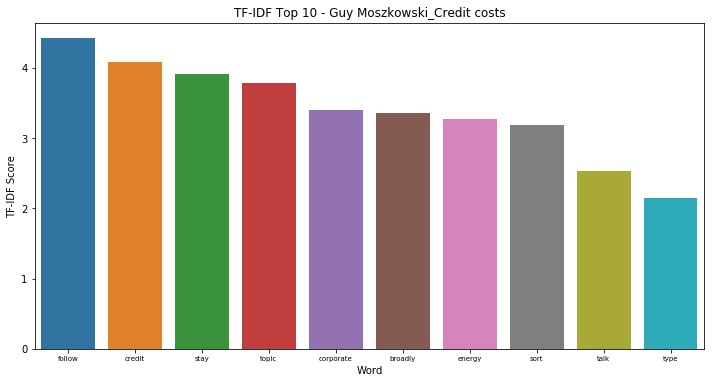 TF-IDF Top 10 - Guy Moszkowski_Credit costs
TF-IDF Score
4
3
2
1
0
follow credit stay topic corporate broadly energy sort talk type
Word